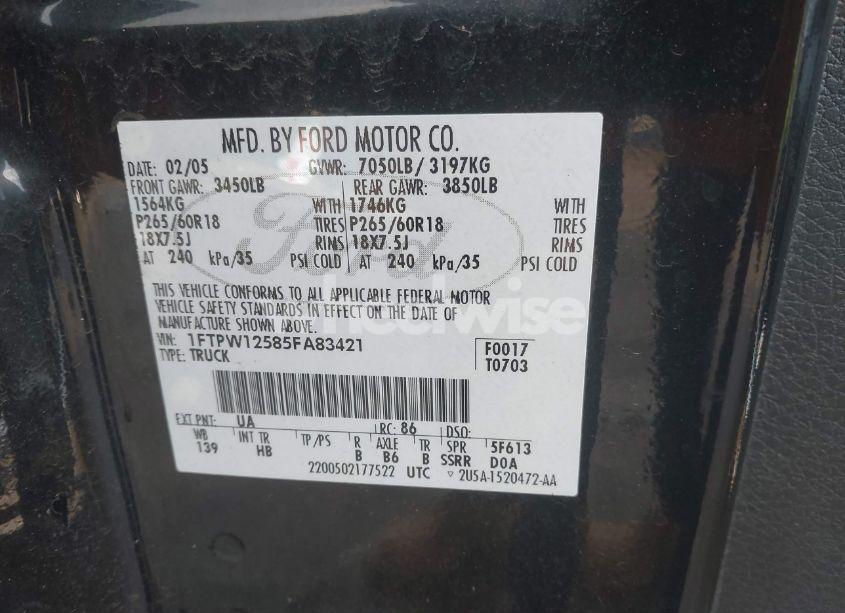 MFD. BY FORD MOTOR CO.
DATE: 02/05 GVWR: 7050LB / 3197KG
FRONT GAWR: 3450LB REAR GAWR: 3850LB
1564KG WITH 1746KG WITH
P265/60R18 TIRES P265/60R18 TIRES
18X7.5J RIMS 18X7.5J RIMS
AT 240 kPa/35 PSI COLD AT 240 kPa/35 PSI COLD
Ford
THIS VEHICLE CONFORMS TO ALL APPLICABLE FEDERAL MOTOR
VEHICLE SAFETY STANDARDS IN EFFECT ON THE DATE OF
MANUFACTURE SHOWN ABOVE.
VIN: 1FTPW12585FA83421 F0017
TYPE: TRUCK T0703
EXT PNT: UA RC: 86 DSO:
WB INT TR TP/PS R AXLE TR SPR 5F613
139 HB B B6 B SSRR DOA
2200502177522 UTC ▽ 2U5A-1520472-AA